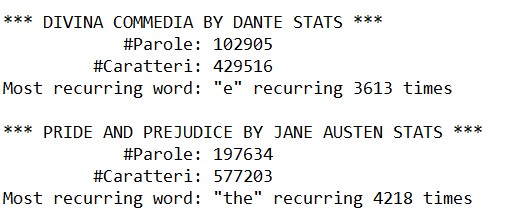 *** DIVINA COMMEDIA BY DANTE STATS ***
#Parole: 102905
#Caratteri: 429516
Most recurring word: "e" recurring 3613 times
*** PRIDE AND PREJUDICE BY JANE AUSTEN STATS ***
#Parole: 197634
#Caratteri: 577203
Most recurring word: "the" recurring 4218 times